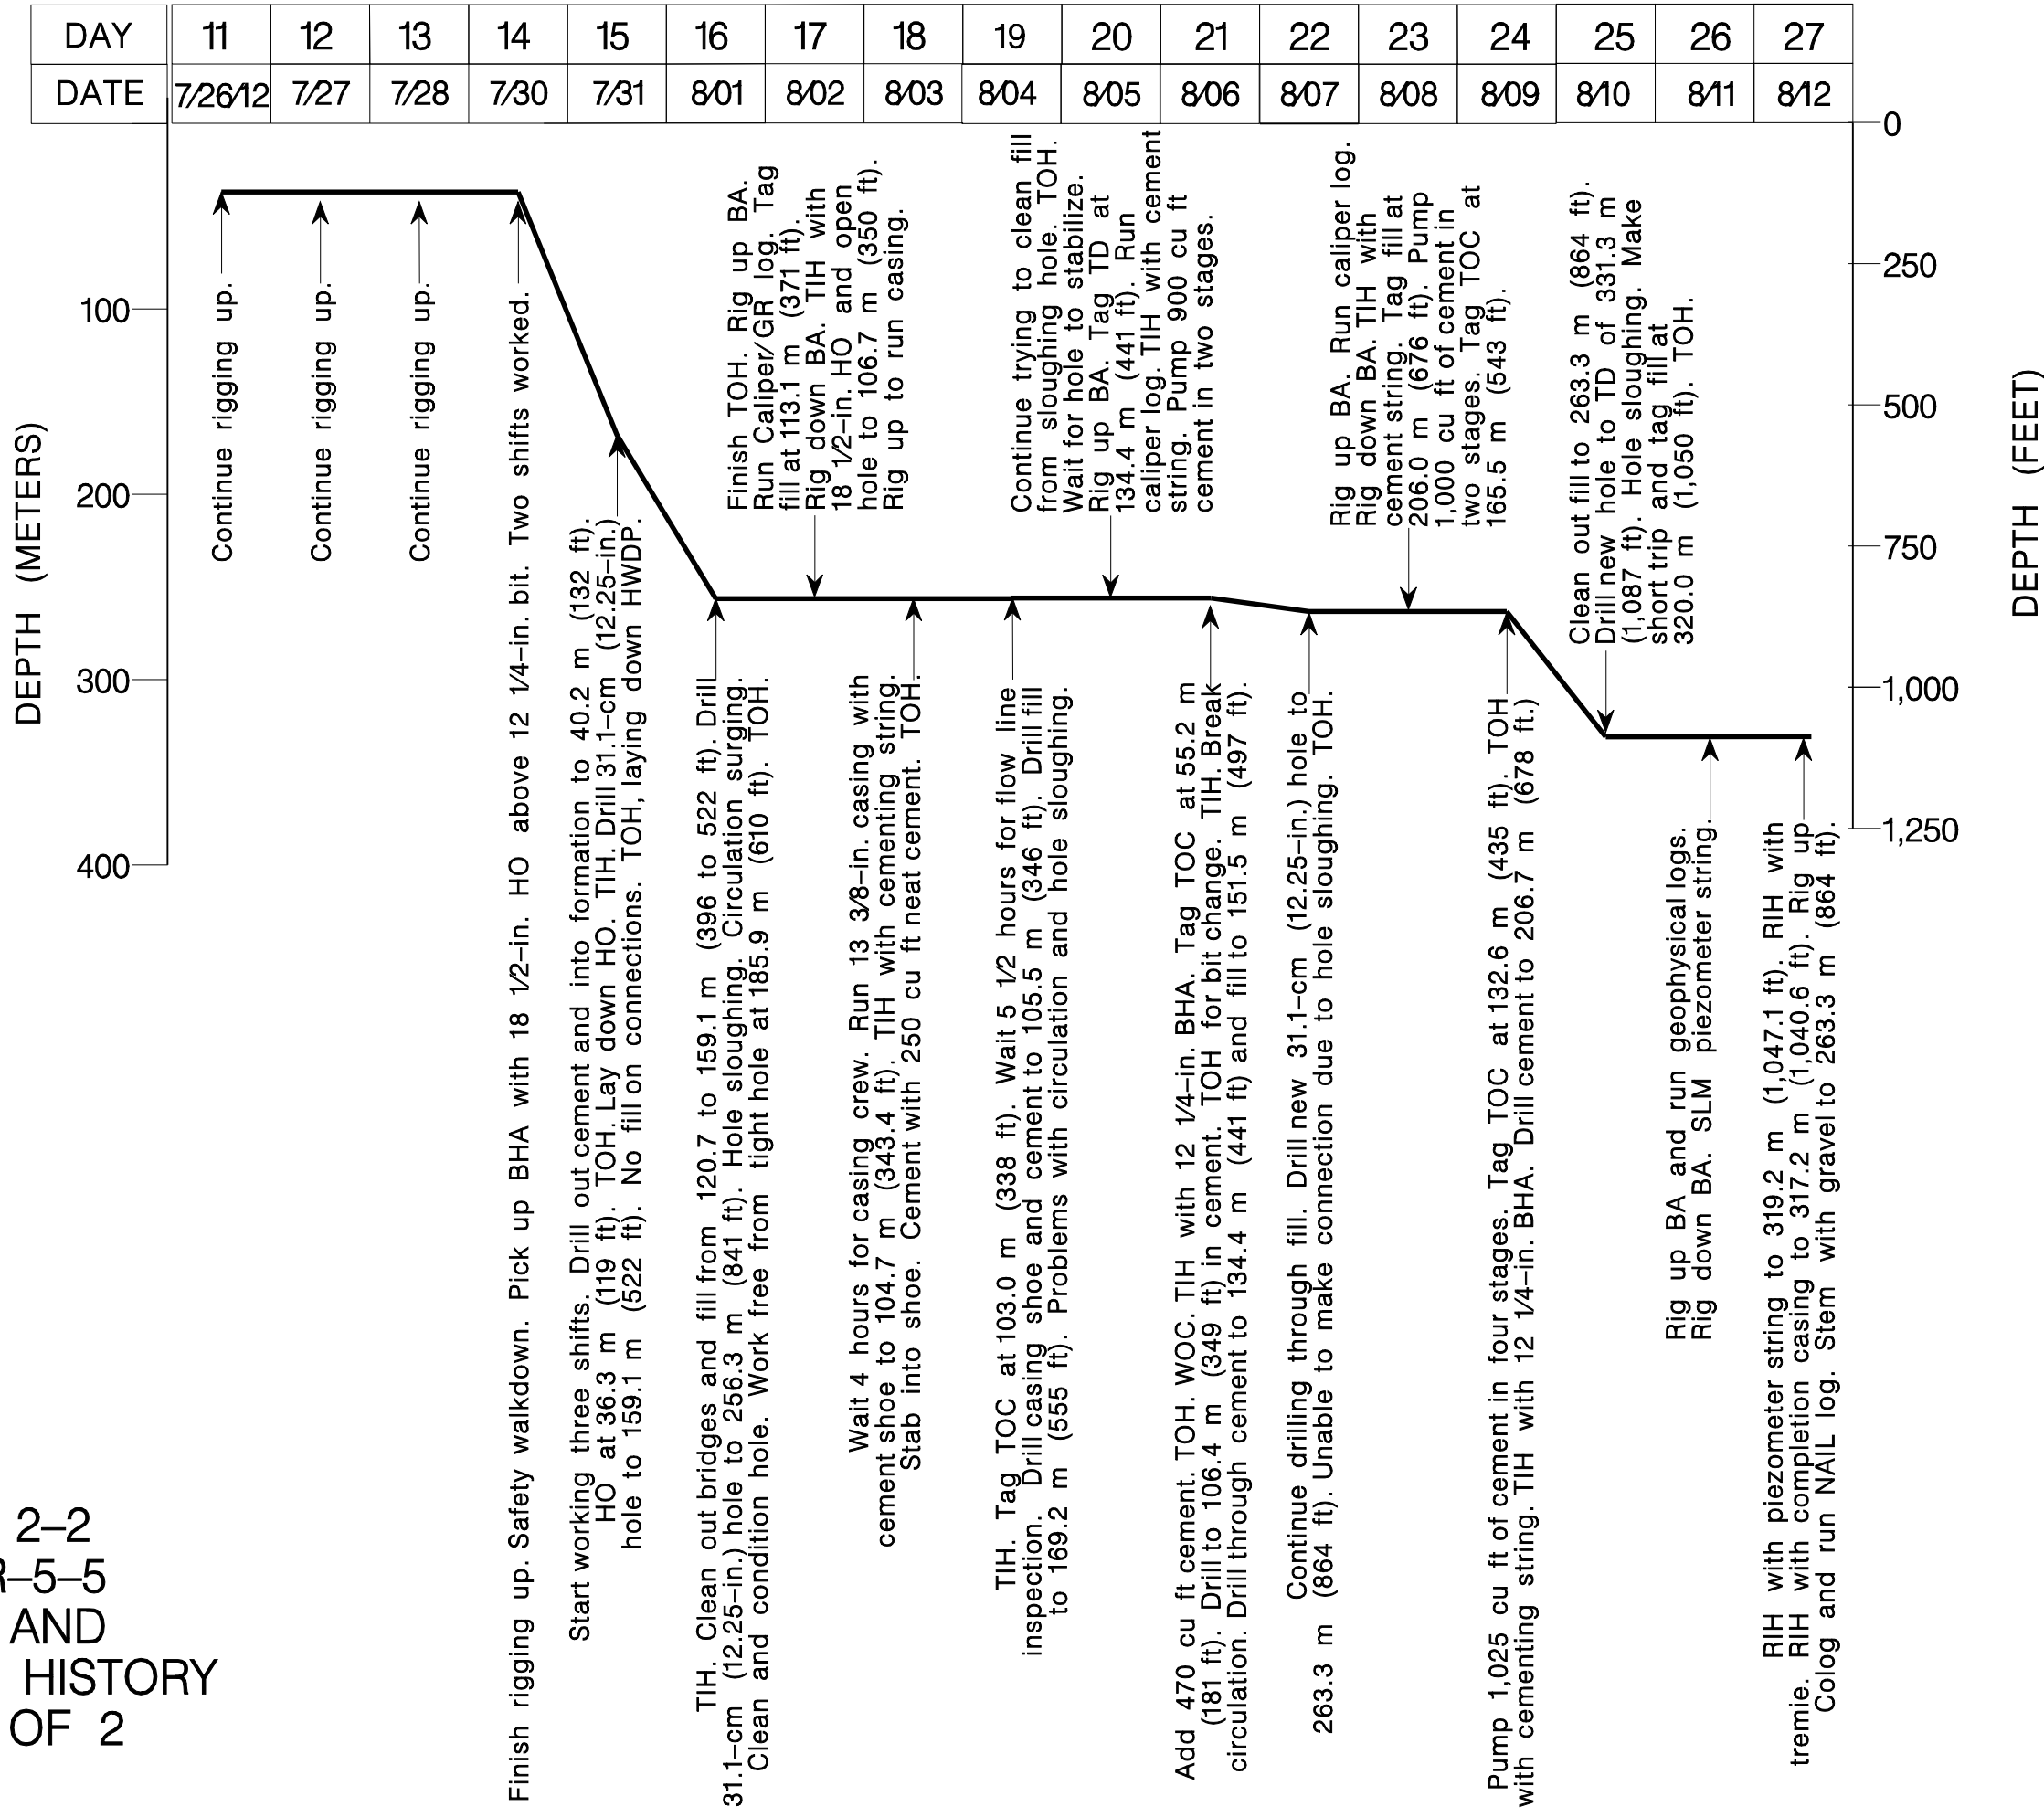 DAY 11 12 13 14 15 16 17 18 19 20 21 22 23 24 25 26 27
DATE 7/26/12 7/27 7/28 7/30 7/31 8/01 8/02 8/03 8/04 8/05 8/06 8/07 8/08 8/09 8/10 8/11 8/12
DEPTH (METERS)
100
200
300
400
Continue rigging up.
Continue rigging up.
Continue rigging up.
Finish rigging up. Safety walkdown. Pick up BHA with 18 1/2-in. HO above 12 1/4-in. bit. Two shifts worked.
Start working three shifts. Drill out cement and into formation to 40.2 m (132 ft).
HO at 36.3 m (119 ft). TOH. Lay down HO. TIH. Drill 31.1-cm (12.25-in.)
hole to 159.1 m (522 ft). No fill on connections. TOH, laying down HWDP.
TIH. Clean out bridges and fill from 120.7 to 159.1 m (396 to 522 ft). Drill
31.1-cm (12.25-in.) hole to 256.3 m (841 ft). Hole sloughing. Circulation surging.
Clean and condition hole. Work free from tight hole at 185.9 m (610 ft). TOH.
Finish TOH. Rig up BA.
Run Caliper/GR log. Tag
fill at 113.1 m (371 ft).
Rig down BA. TIH with
18 1/2-in. HO and open
hole to 106.7 m (350 ft).
Rig up to run casing.
Wait 4 hours for casing crew. Run 13 3/8-in. casing with
cement shoe to 104.7 m (343.4 ft). TIH with cementing string.
Stab into shoe. Cement with 250 cu ft neat cement. TOH.
TIH. Tag TOC at 103.0 m (338 ft). Wait 5 1/2 hours for flow line
inspection. Drill casing shoe and cement to 105.5 m (346 ft). Drill fill
to 169.2 m (555 ft). Problems with circulation and hole sloughing.
Continue trying to clean fill
from sloughing hole. TOH.
Wait for hole to stabilize.
Rig up BA. Tag TD at
134.4 m (441 ft). Run
caliper log. TIH with cement
string. Pump 900 cu ft
cement in two stages.
Add 470 cu ft cement. TOH. WOC. TIH with 12 1/4-in. BHA. Tag TOC at 55.2 m
(181 ft). Drill to 106.4 m (349 ft) in cement. TOH for bit change. TIH. Break
circulation. Drill through cement to 134.4 m (441 ft) and fill to 151.5 m (497 ft).
Continue drilling through fill. Drill new 31.1-cm (12.25-in.) hole to
263.3 m (864 ft). Unable to make connection due to hole sloughing. TOH.
Rig up BA. Run caliper log.
Rig down BA. TIH with
cement string. Tag fill at
206.0 m (676 ft). Pump
1,000 cu ft of cement in
two stages. Tag TOC at
165.5 m (543 ft).
Pump 1,025 cu ft of cement in four stages. Tag TOC at 132.6 m (435 ft). TOH
with cementing string. TIH with 12 1/4-in. BHA. Drill cement to 206.7 m (678 ft.)
Clean out fill to 263.3 m (864 ft).
Drill new hole to TD of 331.3 m
(1,087 ft). Hole sloughing. Make
short trip and tag fill at
320.0 m (1,050 ft). TOH.
Rig up BA and run geophysical logs.
Rig down BA. SLM piezometer string.
RIH with piezometer string to 319.2 m (1,047.1 ft). RIH with
tremie. RIH with completion casing to 317.2 m (1,040.6 ft). Rig up
Colog and run NAIL log. Stem with gravel to 263.3 m (864 ft).
0
250
500
750
1,000
1,250
DEPTH (FEET)
2-2
R-5-5
AND
HISTORY
OF 2